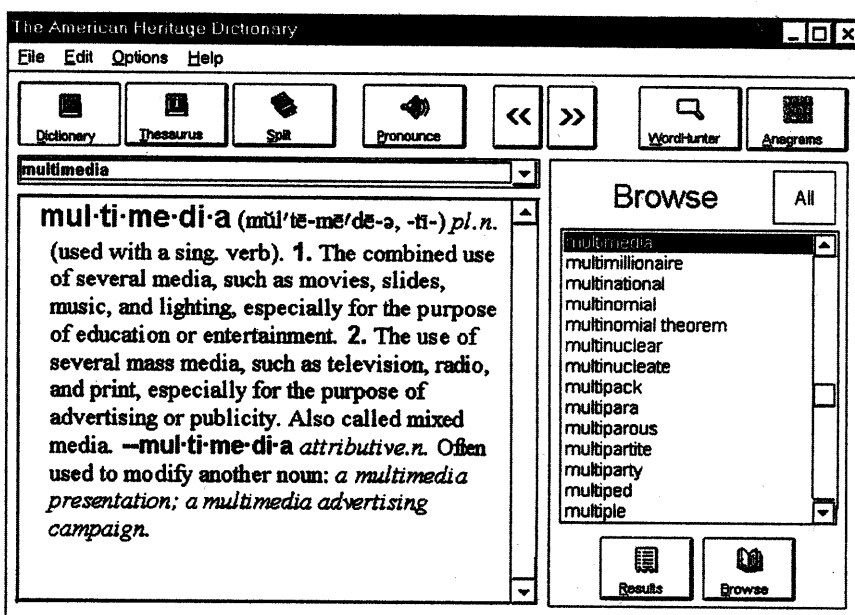 The American Heritage Dictionary
File Edit Options Help
Dictionary Thesaurus Split Pronounce << >> WordHunter Anagrams
multimedia
mul·ti·me·di·a (mŭl′tē-mē′dē-ə, -tī-) pl.n.
(used with a sing. verb). 1. The combined use
of several media, such as movies, slides,
music, and lighting, especially for the purpose
of education or entertainment. 2. The use of
several mass media, such as television, radio,
and print, especially for the purpose of
advertising or publicity. Also called mixed
media. —mul·ti·me·di·a attributive.n. Often
used to modify another noun: a multimedia
presentation; a multimedia advertising
campaign.
Browse All
multimedia
multimillionaire
multinational
multinomial
multinomial theorem
multinuclear
multinucleate
multipack
multipara
multiparous
multipartite
multiparty
multiped
multiple
Results Browse